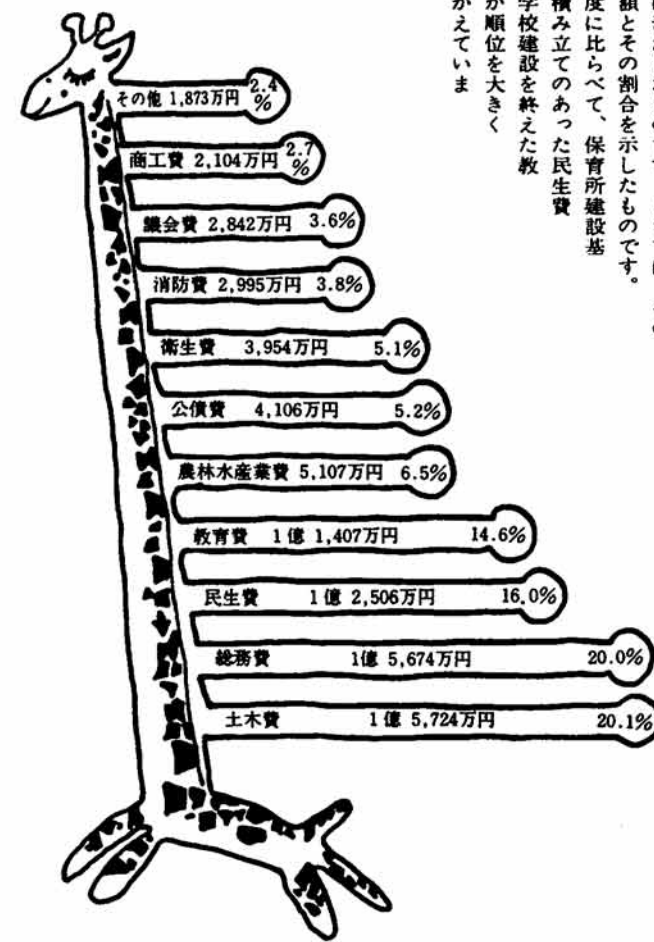 額とその割合を示したものです。
度に比らべて、保育所建設基
積み立てのあった民生費
学校建設を終えた教
が順位を大きく
がえていま
その他 1,873万円 2.4%
商工費 2,104万円 2.7%
議会費 2,842万円 3.6%
消防費 2,995万円 3.8%
衛生費 3,954万円 5.1%
公債費 4,106万円 5.2%
農林水産業費 5,107万円 6.5%
教育費 1億 1,407万円 14.6%
民生費 1億 2,506万円 16.0%
総務費 1億 5,674万円 20.0%
土木費 1億 5,724万円 20.1%